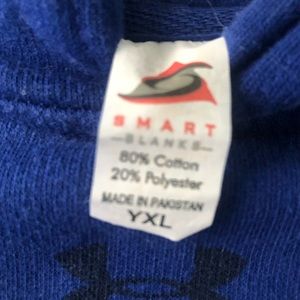 SMART
BLANKS
80% Cotton
20% Polyester
MADE IN PAKISTAN
YXL